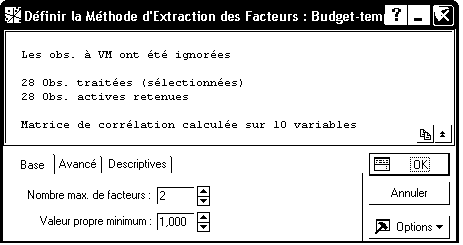 Définir la Méthode d'Extraction des Facteurs : Budget-tem
Les obs. à VM ont été ignorées
28 Obs. traitées (sélectionnées)
28 Obs. actives retenues
Matrice de corrélation calculée sur 10 variables
Base Avancé Descriptives
OK
Nombre max. de facteurs : 2
Annuler
Valeur propre minimum : 1,000
Options